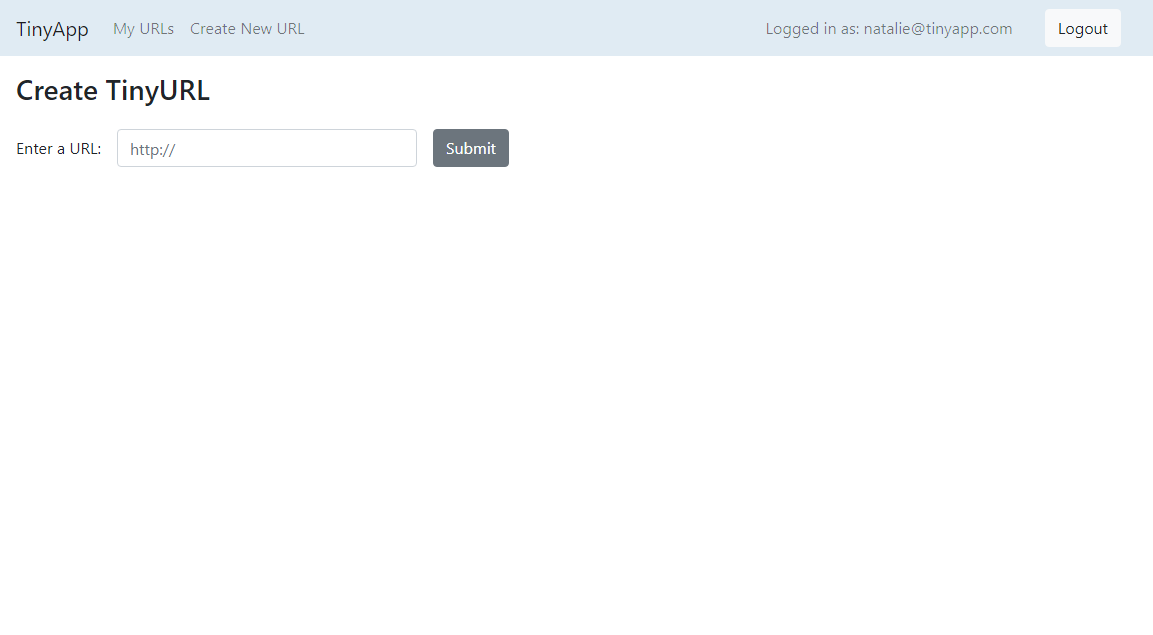 TinyApp My URLs Create New URL Logged in as: natalie@tinyapp.com Logout
Create TinyURL
Enter a URL: http:// Submit